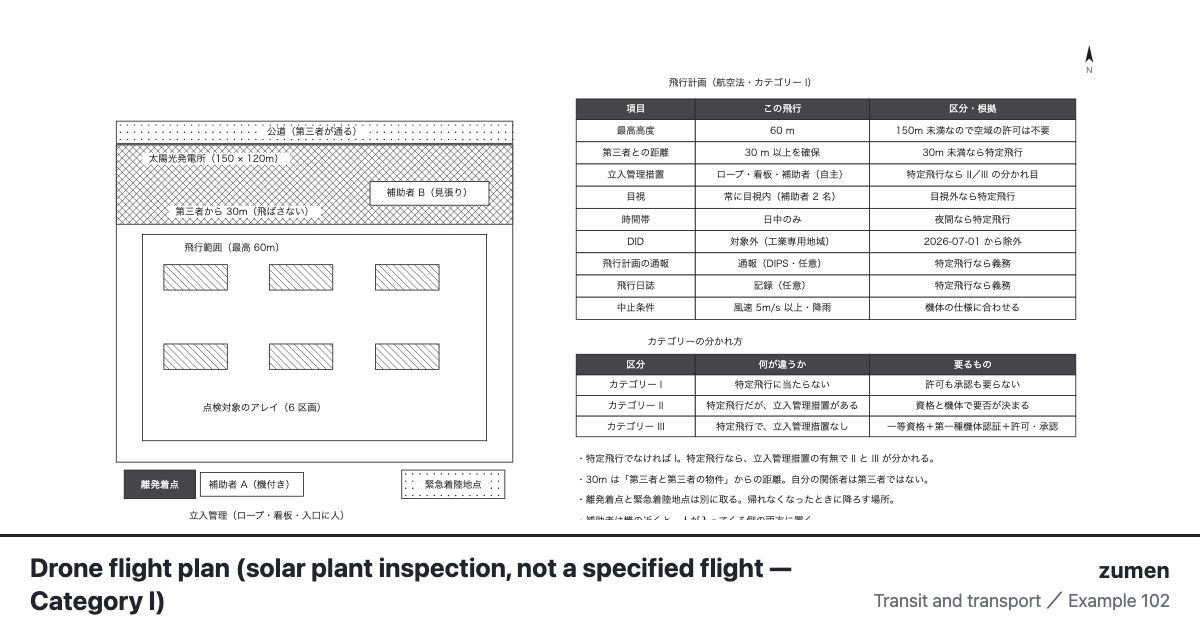 N
公道（第三者が通る）
太陽光発電所（150 × 120m）
補助者 B（見張り）
第三者から 30m（飛ばさない）
飛行範囲（最高 60m）
点検対象のアレイ（6 区画）
離発着点
補助者 A（機付き）
緊急着陸地点
立入管理（ロープ・看板・入口に人）
飛行計画（航空法・カテゴリー I）
項目 この飛行 区分・根拠
最高高度 60 m 150m 未満なので空域の許可は不要
第三者との距離 30 m 以上を確保 30m 未満なら特定飛行
立入管理措置 ロープ・看板・補助者（自主） 特定飛行なら II／III の分かれ目
目視 常に目視内（補助者 2 名） 目視外なら特定飛行
時間帯 日中のみ 夜間なら特定飛行
DID 対象外（工業専用地域） 2026-07-01 から除外
飛行計画の通報 通報（DIPS・任意） 特定飛行なら義務
飛行日誌 記録（任意） 特定飛行なら義務
中止条件 風速 5m/s 以上・降雨 機体の仕様に合わせる
カテゴリーの分かれ方
区分 何が違うか 要るもの
カテゴリー I 特定飛行に当たらない 許可も承認も要らない
カテゴリー II 特定飛行だが、立入管理措置がある 資格と機体で要否が決まる
カテゴリー III 特定飛行で、立入管理措置なし 一等資格＋第一種機体認証＋許可・承認
・特定飛行でなければ I。特定飛行なら、立入管理措置の有無で II と III が分かれる。
・30m は「第三者と第三者の物件」からの距離。自分の関係者は第三者ではない。
・離発着点と緊急着陸地点は別に取る。帰れなくなったときに降ろす場所。
Drone flight plan (solar plant inspection, not a specified flight —
Category I)
zumen
Transit and transport ／ Example 102